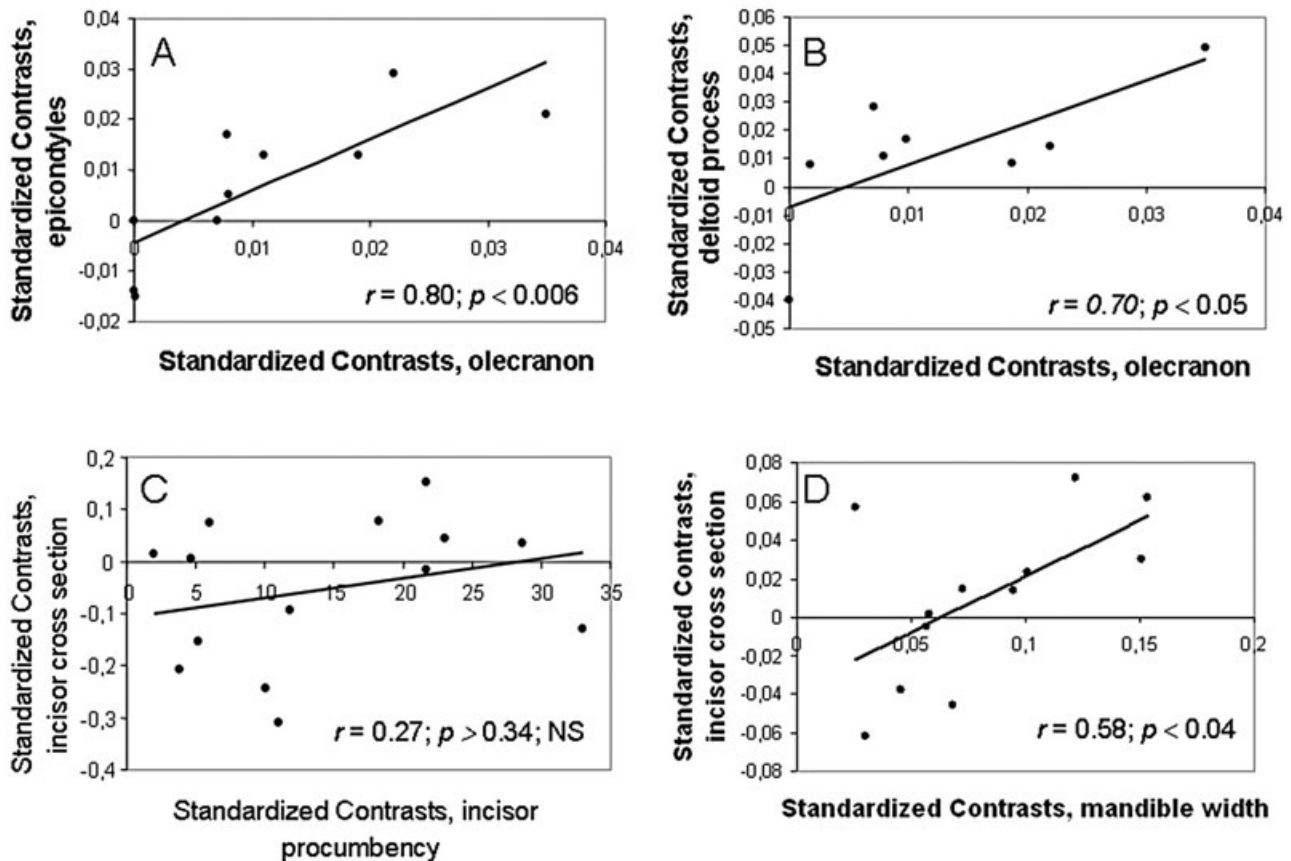 A
Standardized Contrasts,
epicondyles
0,04
0,03
0,02
0,01
0
-0,01
-0,02
0
0,01
0,02
0,03
0,04
r = 0.80; p < 0.006
Standardized Contrasts, olecranon
B
Standardized Contrasts,
deltoid process
0,06
0,05
0,04
0,03
0,02
0,01
0
-0,01
-0,02
-0,03
-0,04
-0,05
0
0,01
0,02
0,03
0,04
r = 0.70; p < 0.05
Standardized Contrasts, olecranon
C
Standardized Contrasts,
incisor cross section
0,2
0,1
0
-0,1
-0,2
-0,3
-0,4
0
5
10
15
20
25
30
35
r = 0.27; p > 0.34; NS
Standardized Contrasts, incisor
procumbency
D
Standardized Contrasts,
incisor cross section
0,08
0,06
0,04
0,02
0
-0,02
-0,04
-0,06
-0,08
0
0,05
0,1
0,15
0,2
r = 0.58; p < 0.04
Standardized Contrasts, mandible width